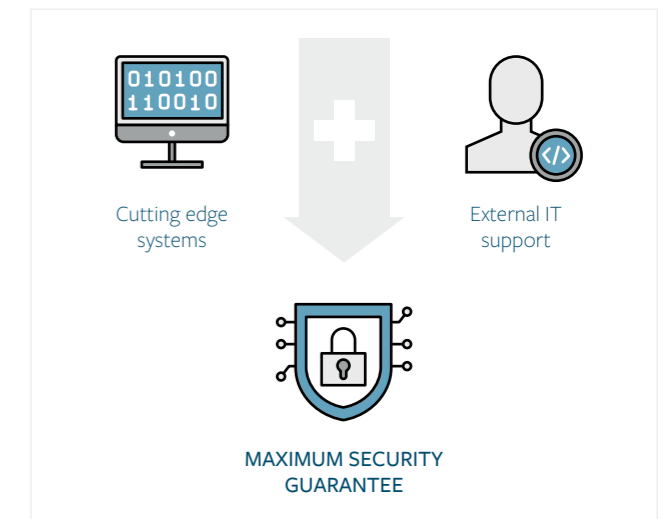 010100
110010
</>
Cutting edge
systems
External IT
support
MAXIMUM SECURITY
GUARANTEE